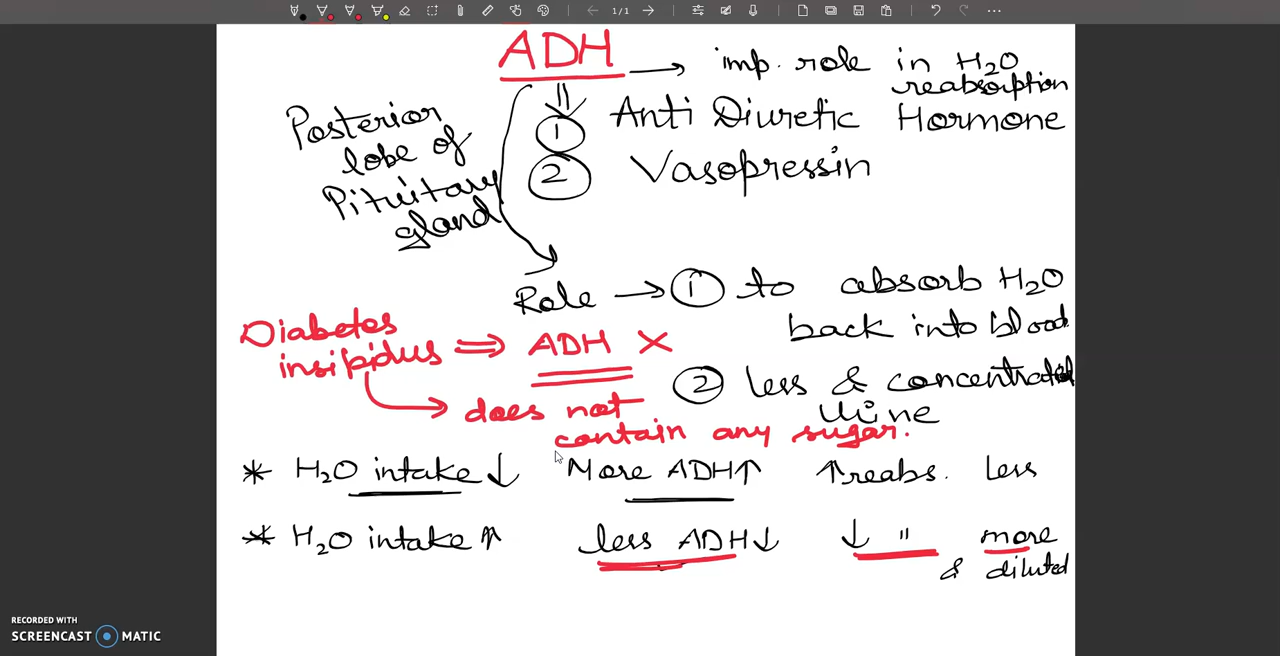 1/1
ADH → imp. role in H2O
reabsorption
① Anti Diuretic Hormone
② Vasopressin
Posterior
lobe of
Pituitary
gland
Role → ① to absorb H2O
back into blood
② less & concentrated
urine
Diabetes
insipidus ⇒ ADH ×
→ does not
contain any sugar.
* H2O intake ↓ More ADH↑ ↑reabs. Less
* H2O intake ↑ less ADH↓ ↓ " more
& diluted
RECORDED WITH
SCREENCAST MATIC